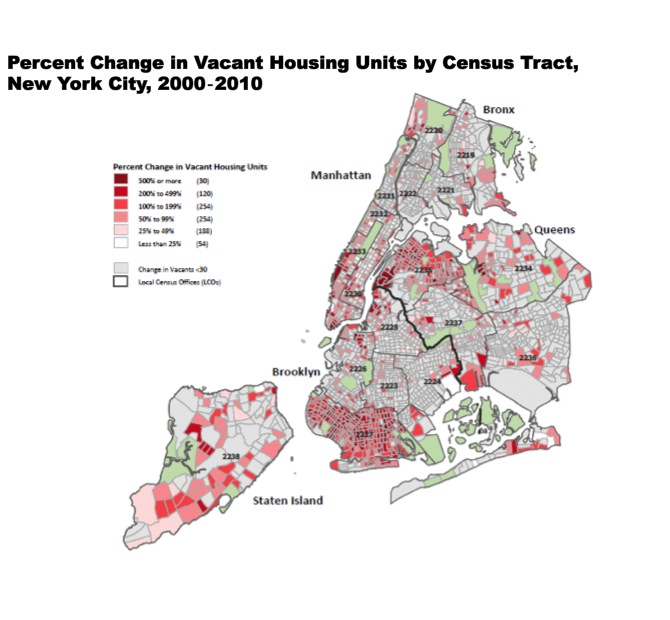 Percent Change in Vacant Housing Units by Census Tract,
New York City, 2000-2010
Bronx
2220
2219
Manhattan
2221
2231 2222
2232
Percent Change in Vacant Housing Units
500% or more (30)
200% to 499% (120)
100% to 199% (254)
50% to 99% (254)
25% to 49% (188)
Less than 25% (54)
Change in Vacants <30
Local Census Offices (LCOs)
Queens
2233
2235
2234
2230
2225
2237
2236
Brooklyn
2226
2223
2224
2227
2238
Staten Island